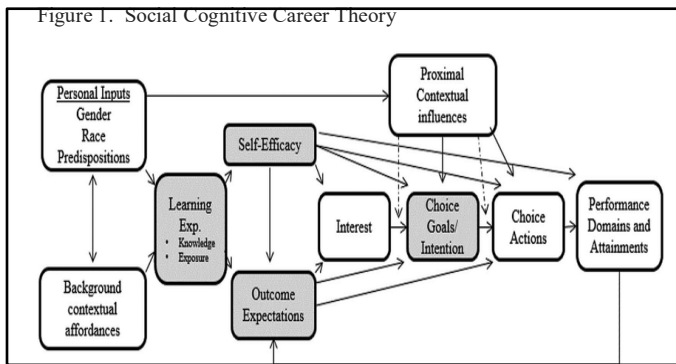 Figure 1. Social Cognitive Career Theory
Personal Inputs
Gender
Race
Predispositions
Proximal
Contextual
influences
Self-Efficacy
Learning
Exp.
• Knowledge
• Exposure
Interest
Choice
Goals/
Intention
Choice
Actions
Performance
Domains and
Attainments
Background
contextual
affordances
Outcome
Expectations